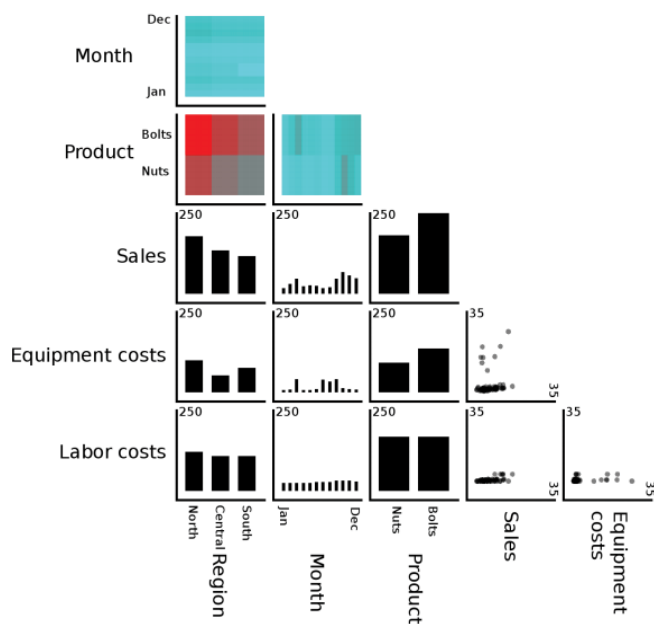 Dec
Month
Jan
Bolts
Product
Nuts
250 250 250
Sales
250 250 250 35
Equipment costs
35
250 250 250 35 35
Labor costs
35 35
North Central South Jan Dec Nuts Bolts
Region Month Product Sales Equipment
costs